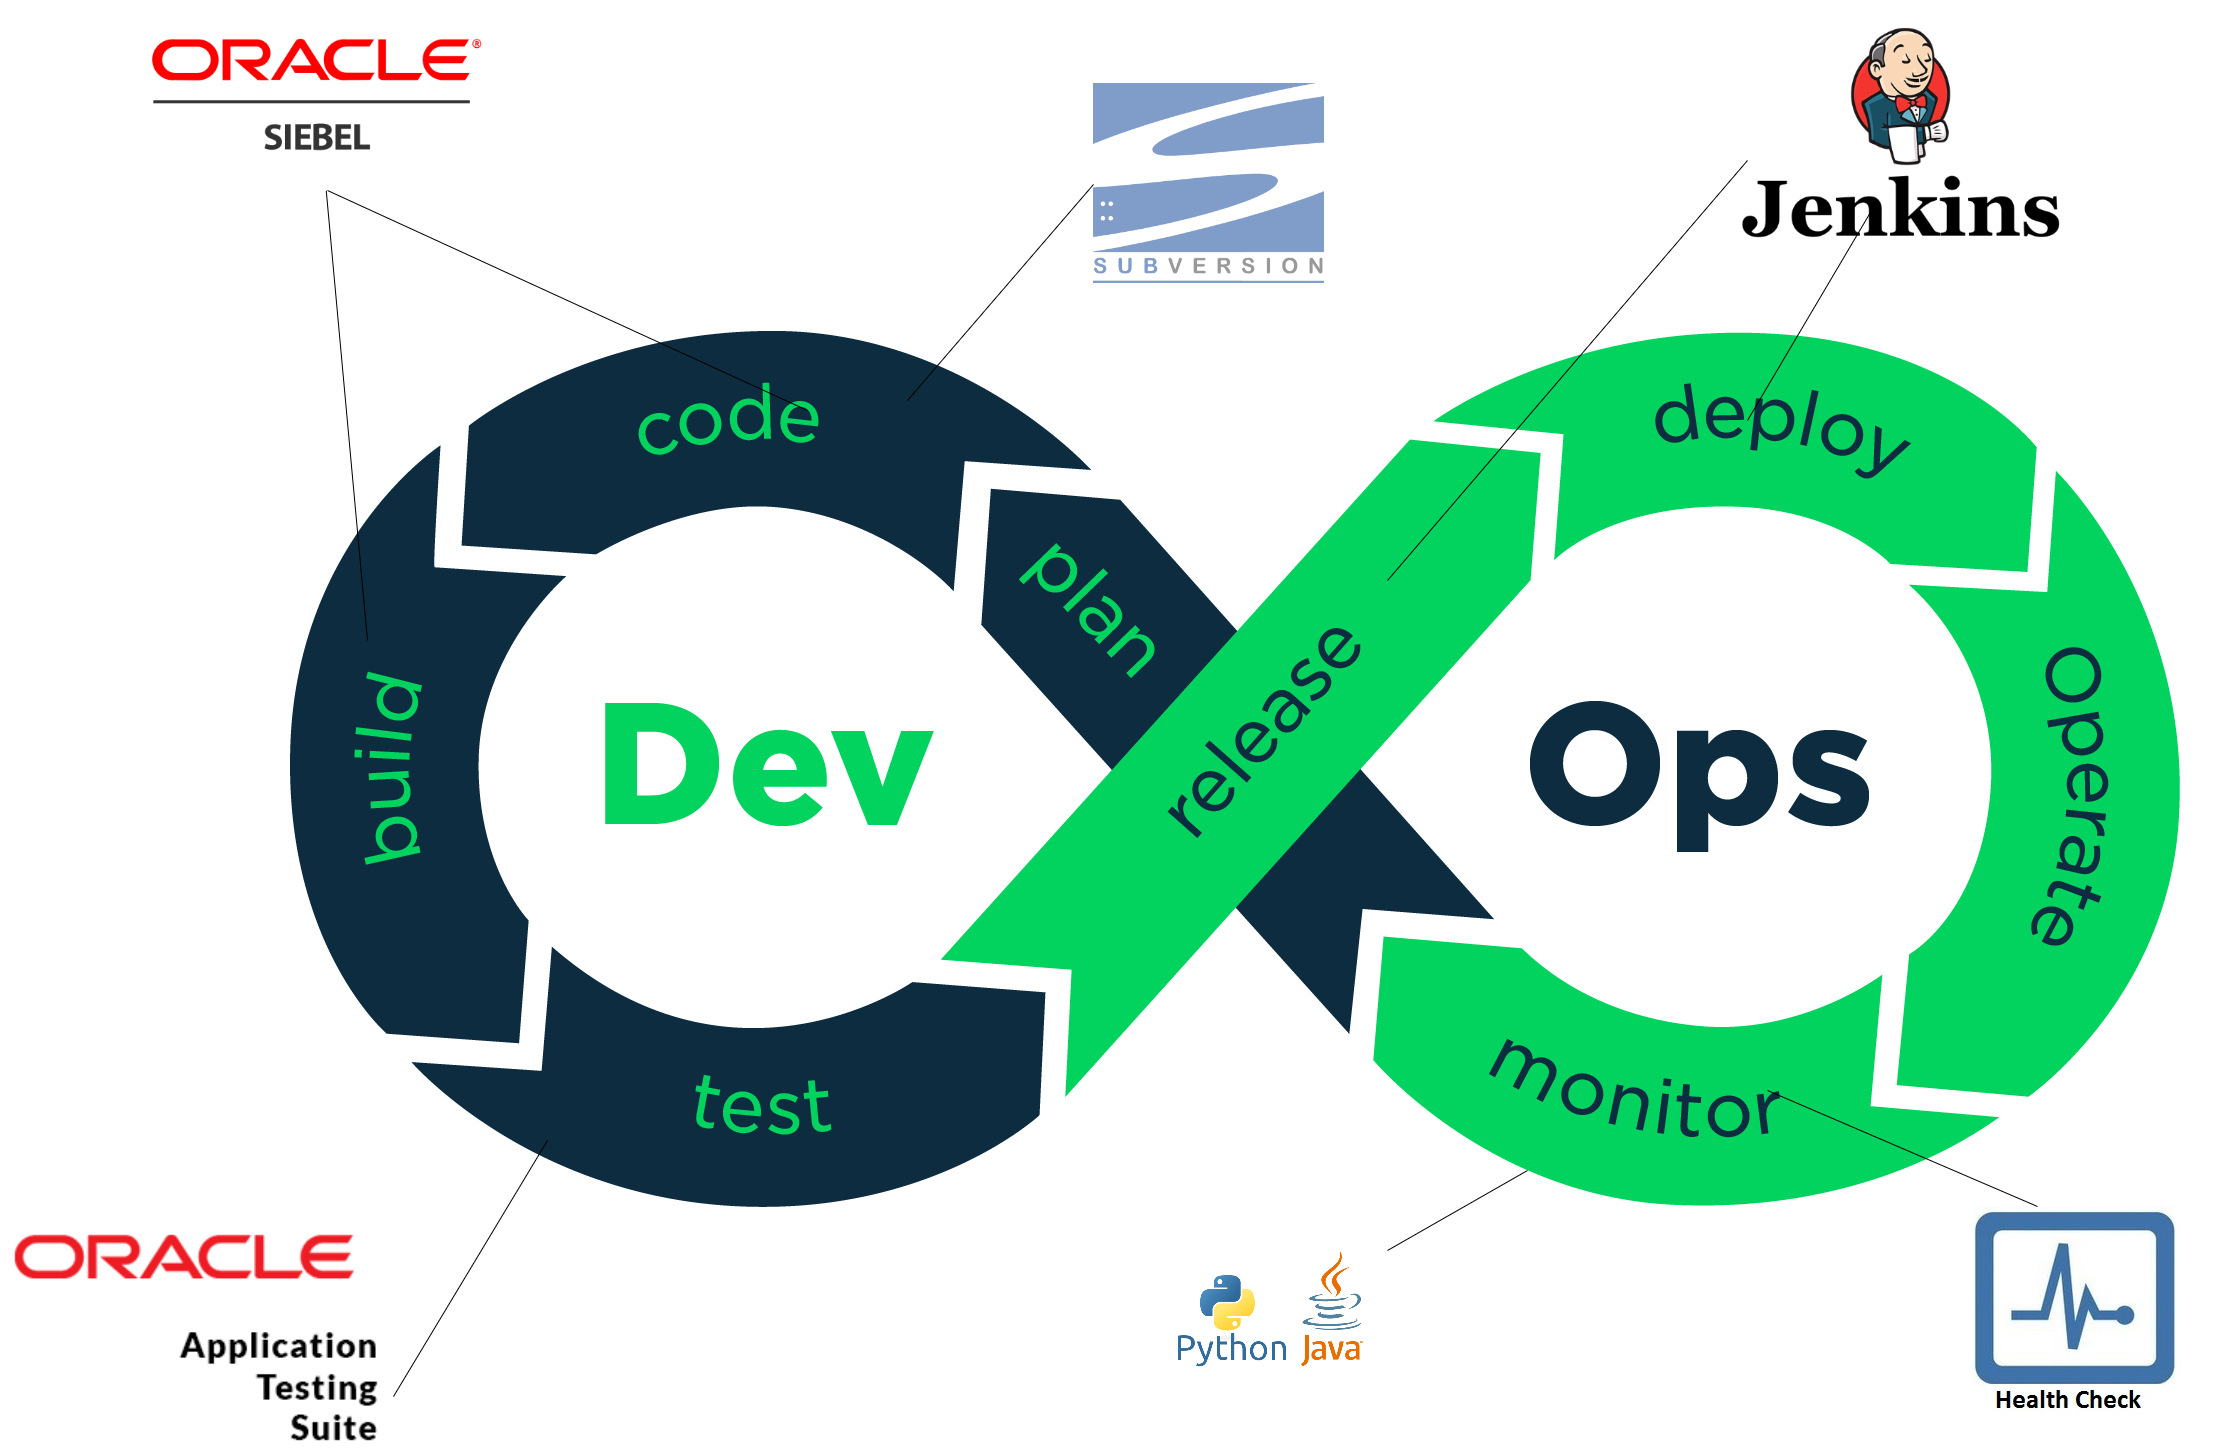 ORACLE®
SIEBEL
SUBVERSION
Jenkins
code
deploy
plan
release
build
Dev
Ops
Operate
test
monitor
ORACLE
Application
Testing
Suite
Python
Java
Health Check